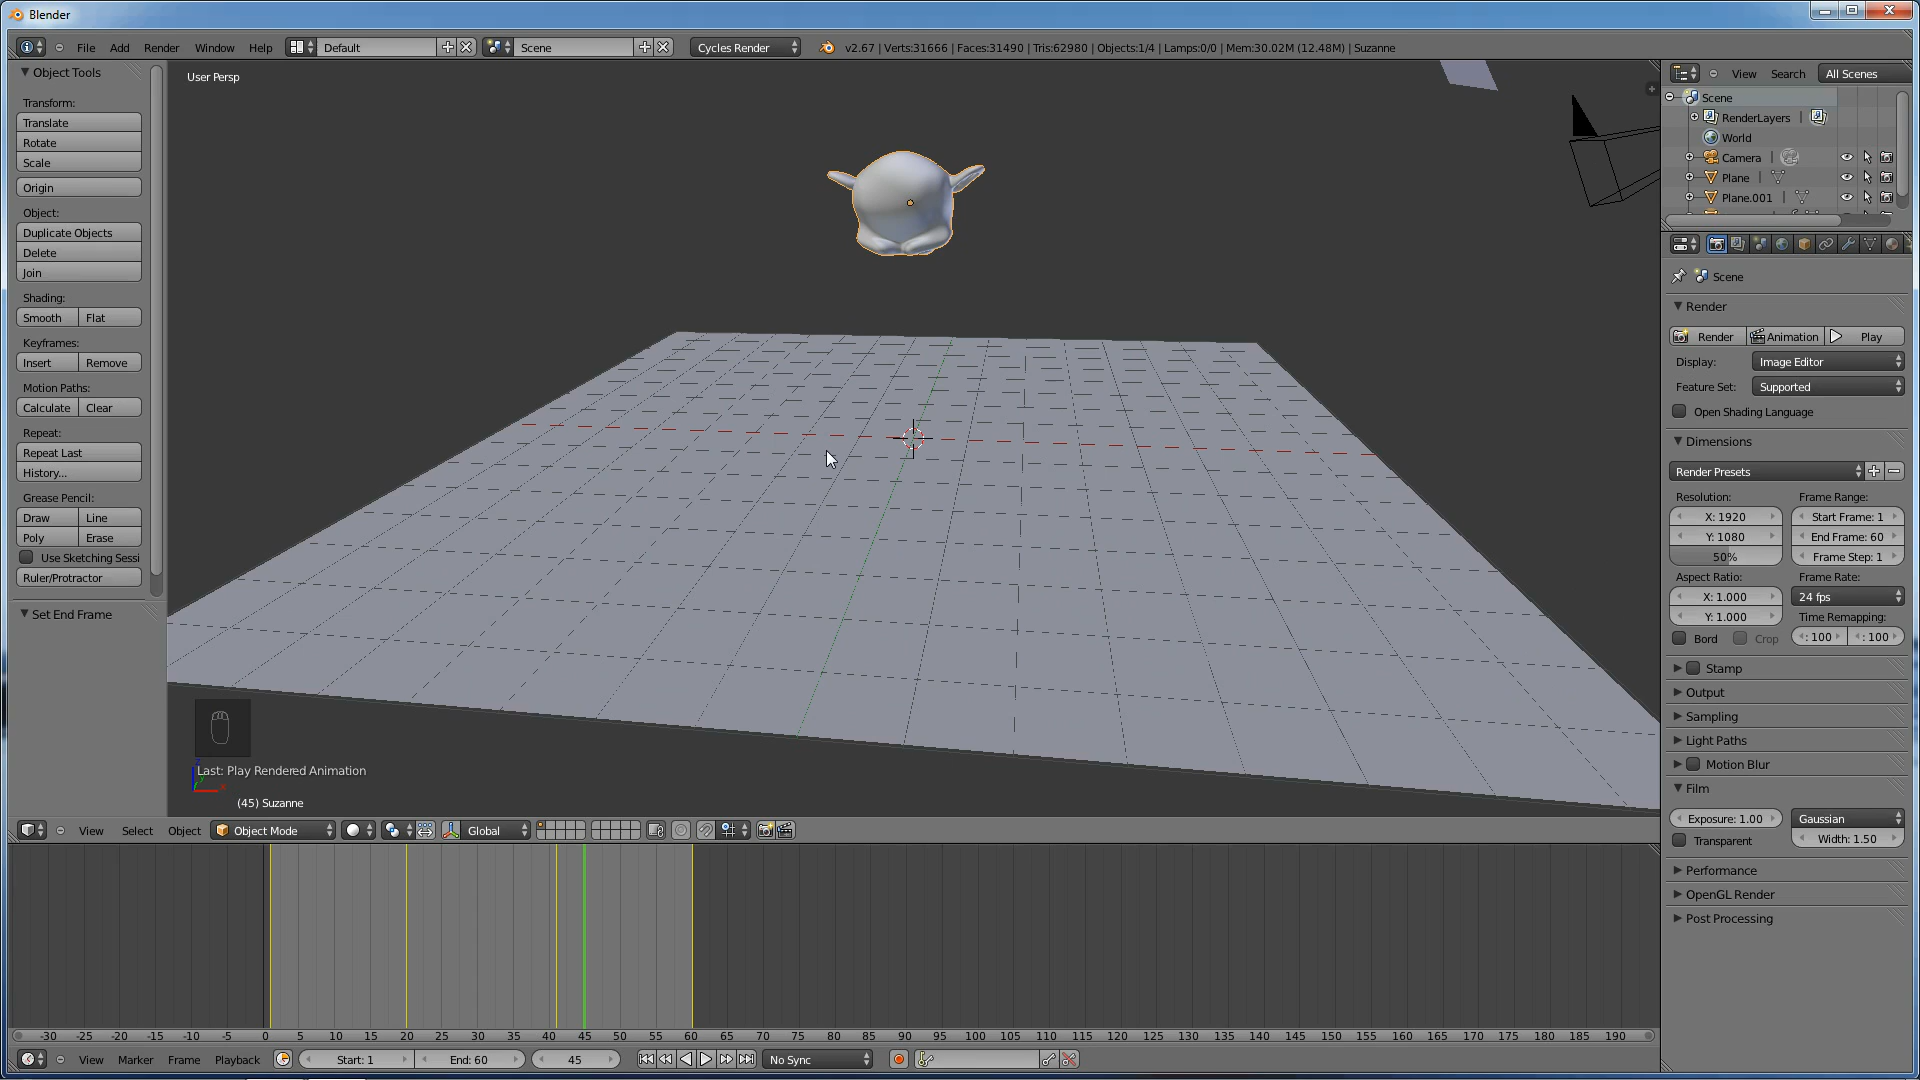 Blender
File Add Render Window Help Default Scene Cycles Render v2.67 | Verts:31666 | Faces:31490 | Tris:62980 | Objects:1/4 | Lamps:0/0 | Mem:30.02M (12.48M) | Suzanne
Object Tools
Transform:
Translate
Rotate
Scale
Origin
Object:
Duplicate Objects
Delete
Join
Shading:
Smooth Flat
Keyframes:
Insert Remove
Motion Paths:
Calculate Clear
Repeat:
Repeat Last
History...
Grease Pencil:
Draw Line
Poly Erase
Use Sketching Sessi
Ruler/Protractor
Set End Frame
User Persp
Last: Play Rendered Animation
(45) Suzanne
View Select Object Object Mode Global
View Search All Scenes
Scene
RenderLayers |
World
Camera |
Plane |
Plane.001 |
Scene
Render
Render Animation Play
Display: Image Editor
Feature Set: Supported
Open Shading Language
Dimensions
Render Presets
Resolution: Frame Range:
X: 1920 Start Frame: 1
Y: 1080 End Frame: 60
50% Frame Step: 1
Aspect Ratio: Frame Rate:
X: 1.000 24 fps
Y: 1.000 Time Remapping:
Bord Crop : 100 : 100
Stamp
Output
Sampling
Light Paths
Motion Blur
Film
Exposure: 1.00 Gaussian
Transparent Width: 1.50
Performance
OpenGL Render
Post Processing
-30 -25 -20 -15 -10 -5 0 5 10 15 20 25 30 35 40 45 50 55 60 65 70 75 80 85 90 95 100 105 110 115 120 125 130 135 140 145 150 155 160 165 170 175 180 185 190
View Marker Frame Playback Start: 1 End: 60 45 No Sync